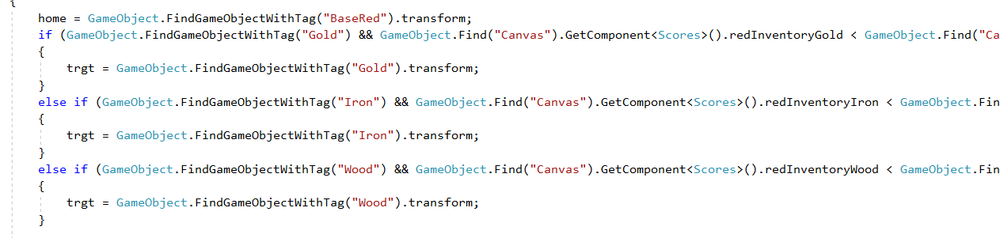 {
home = GameObject.FindGameObjectWithTag("BaseRed").transform;
if (GameObject.FindGameObjectWithTag("Gold") && GameObject.Find("Canvas").GetComponent<Scores>().redInventoryGold < GameObject.Find("Ca
{
trgt = GameObject.FindGameObjectWithTag("Gold").transform;
}
else if (GameObject.FindGameObjectWithTag("Iron") && GameObject.Find("Canvas").GetComponent<Scores>().redInventoryIron < GameObject.Fin
{
trgt = GameObject.FindGameObjectWithTag("Iron").transform;
}
else if (GameObject.FindGameObjectWithTag("Wood") && GameObject.Find("Canvas").GetComponent<Scores>().redInventoryWood < GameObject.Fin
{
trgt = GameObject.FindGameObjectWithTag("Wood").transform;
}